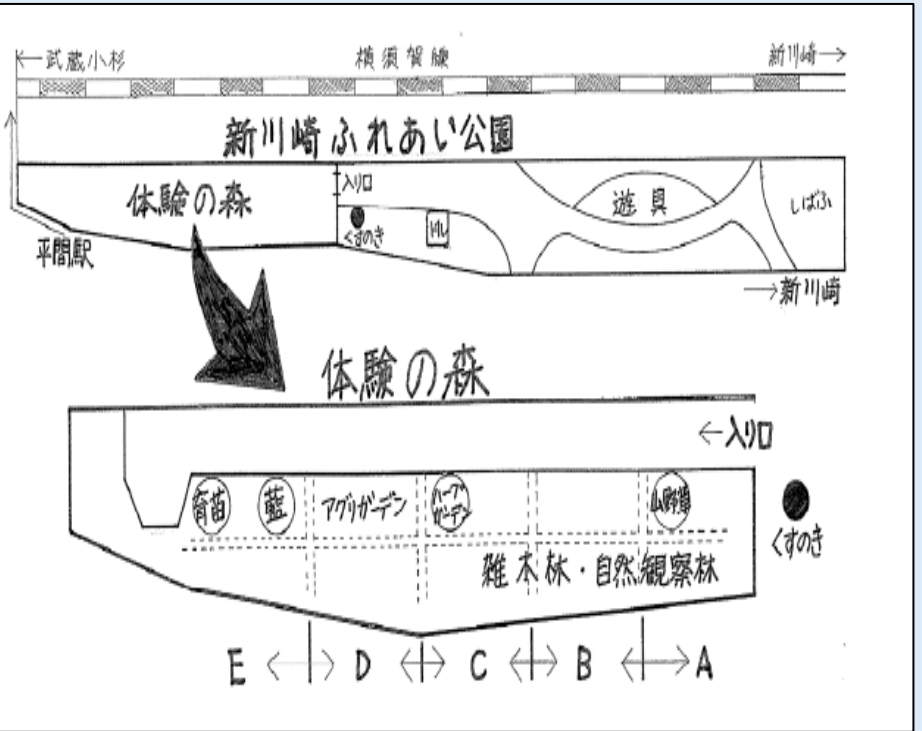 ←武蔵小杉 横須賀線 新川崎→
新川崎ふれあい公園
体験の森
入り口
くすのき
トイレ
遊具
しばふ
平間駅
→新川崎
体験の森
←入り口
育苗
藍
アグリガーデン
ハーブ
ガーデン
山野草
くすのき
雑木林・自然観察林
E ↔ D ↔ C ↔ B ↔ A